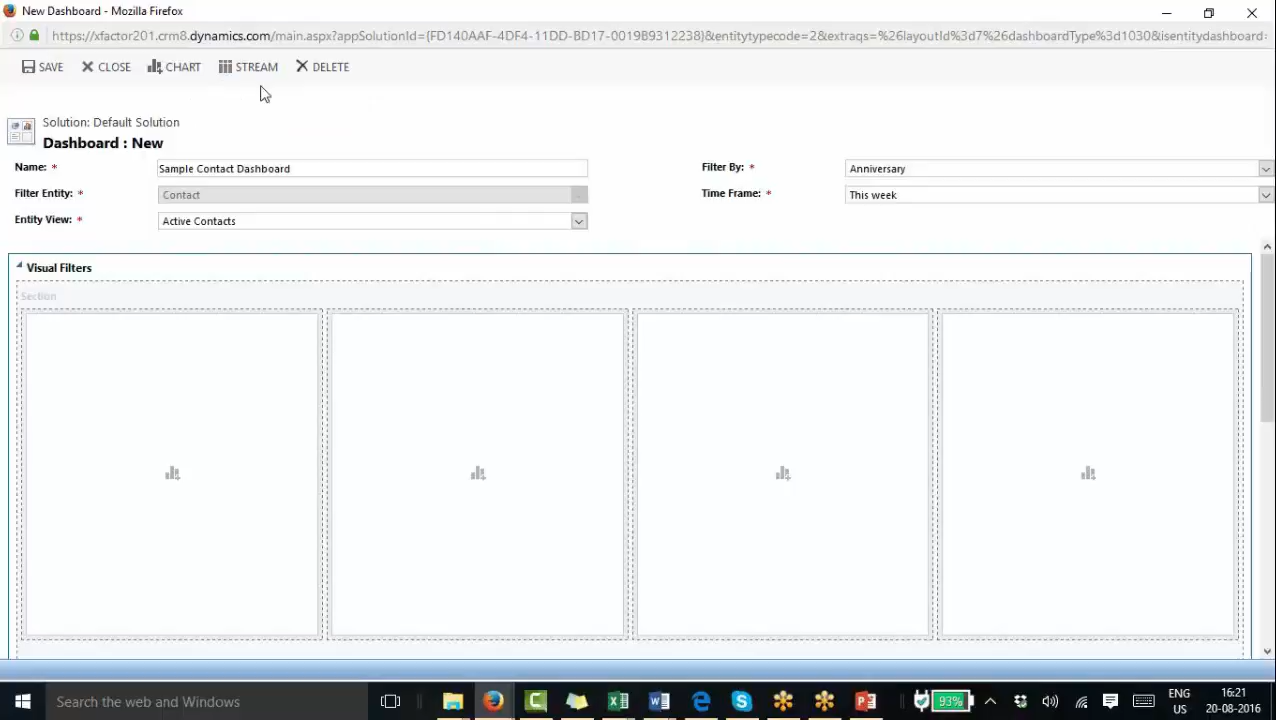 New Dashboard - Mozilla Firefox
https://xfactor201.crm8.dynamics.com/main.aspx?appSolutionId={FD140AAF-4DF4-11DD-BD17-0019B9312238}&entitytypecode=2&extraqs=%26layoutId%3d7%26dashboardType%3d1030&isentitydashboard=
SAVE CLOSE CHART STREAM DELETE
Solution: Default Solution
Dashboard : New
Name: * Sample Contact Dashboard Filter By: * Anniversary
Filter Entity: * Contact Time Frame: * This week
Entity View: * Active Contacts
Visual Filters
Section
Search the web and Windows
93%
ENG
US
16:21
20-08-2016